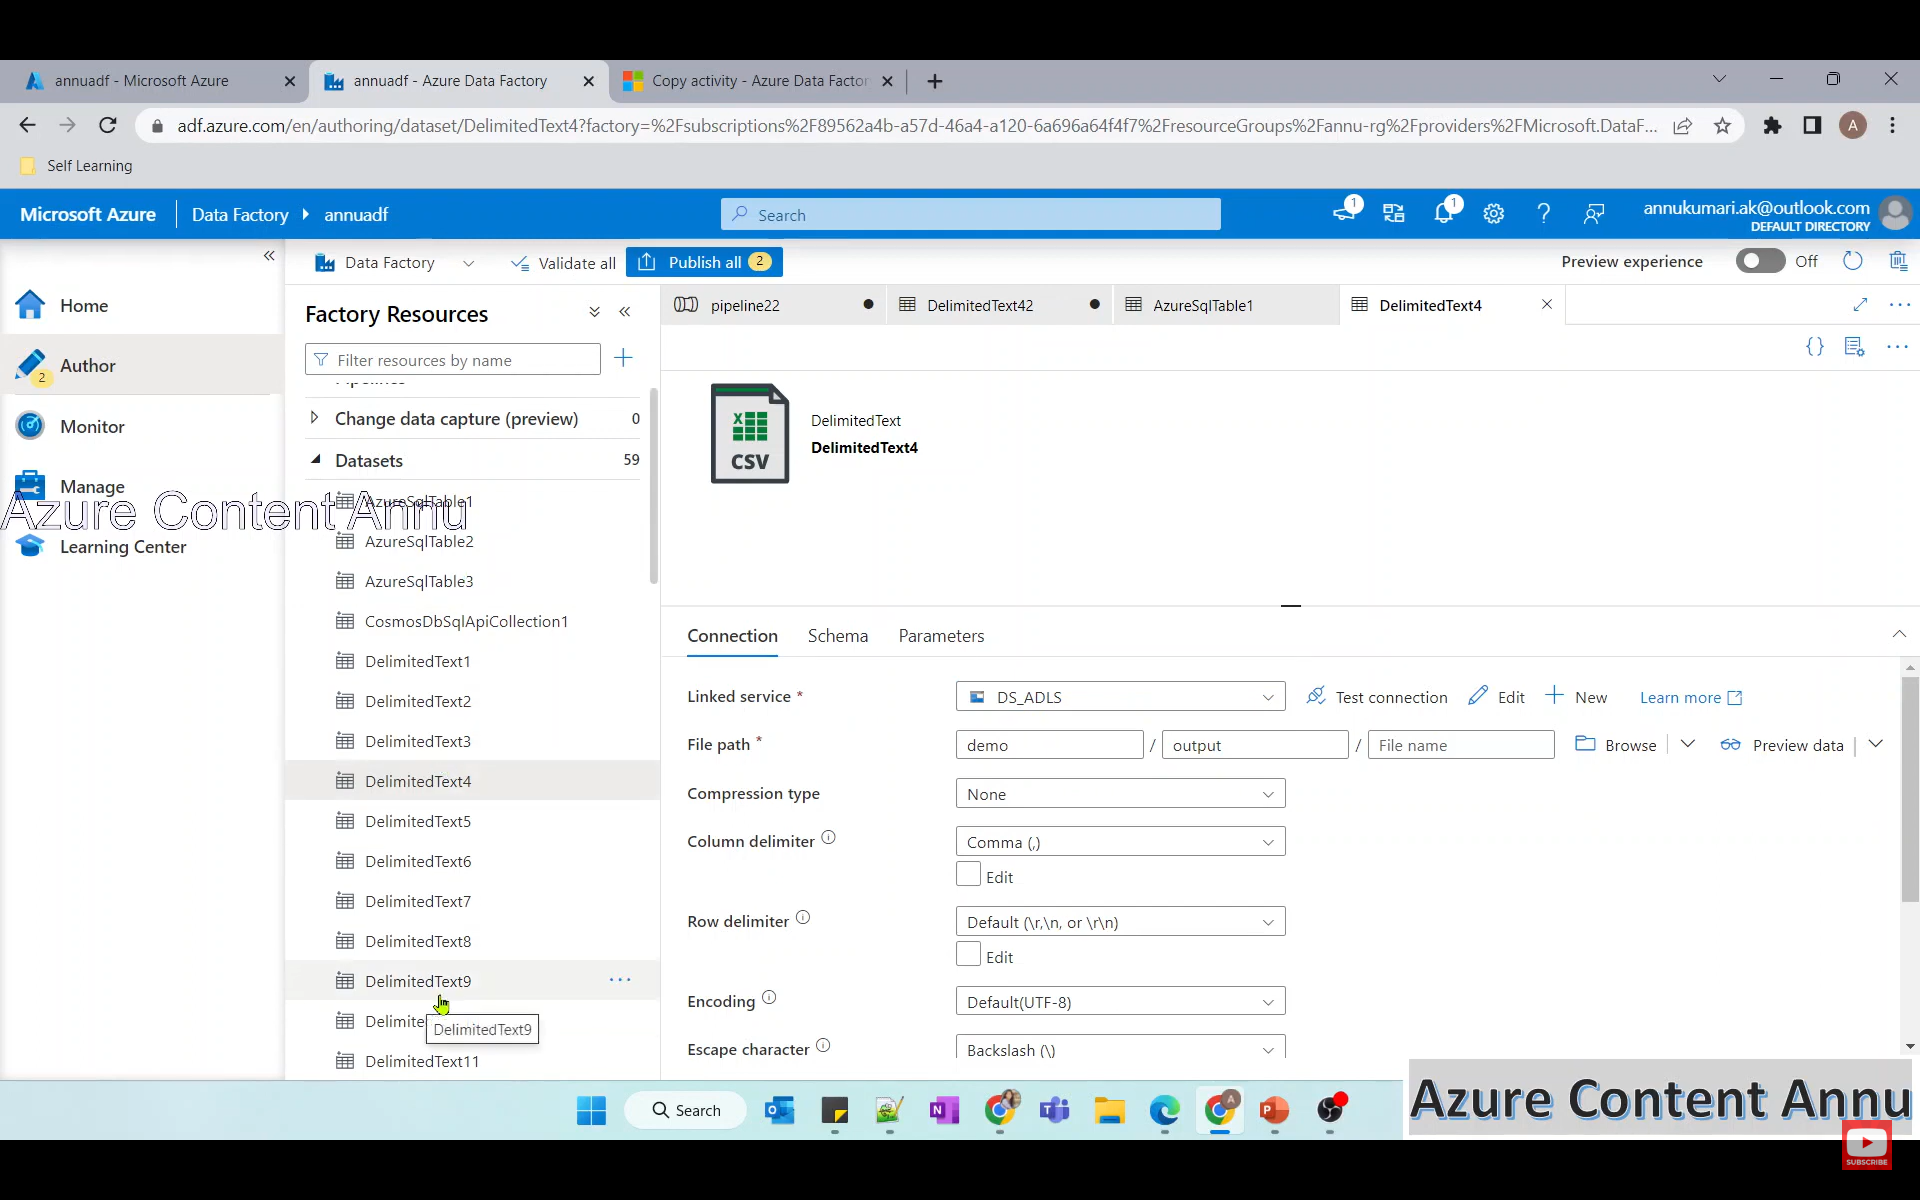 annuadf - Microsoft Azure
annuadf - Azure Data Factory
Copy activity - Azure Data Factor
adf.azure.com/en/authoring/dataset/DelimitedText4?factory=%2Fsubscriptions%2F89562a4b-a57d-46a4-a120-6a696a64f4f7%2FresourceGroups%2Fannu-rg%2Fproviders%2FMicrosoft.DataF...
A
Self Learning
Microsoft Azure
Data Factory
annuadf
Search
1
1
annukumari.ak@outlook.com
DEFAULT DIRECTORY
Data Factory
Validate all
Publish all 2
Preview experience
Off
Home
Author
2
Monitor
Manage
Learning Center
Azure Content Annu
Factory Resources
Filter resources by name
Pipelines
Change data capture (preview) 0
Datasets 59
AzureSqlTable1
AzureSqlTable2
AzureSqlTable3
CosmosDbSqlApiCollection1
DelimitedText1
DelimitedText2
DelimitedText3
DelimitedText4
DelimitedText5
DelimitedText6
DelimitedText7
DelimitedText8
DelimitedText9
Delimite
DelimitedText9
DelimitedText11
pipeline22
DelimitedText42
AzureSqlTable1
DelimitedText4
CSV
DelimitedText
DelimitedText4
Connection
Schema
Parameters
Linked service *
DS_ADLS
Test connection
Edit
New
Learn more
File path *
demo / output / File name
Browse
Preview data
Compression type
None
Column delimiter
Comma (,)
Edit
Row delimiter
Default (\r,\n, or \r\n)
Edit
Encoding
Default(UTF-8)
Escape character
Backslash (\)
Search
Azure Content Annu
SUBSCRIBE